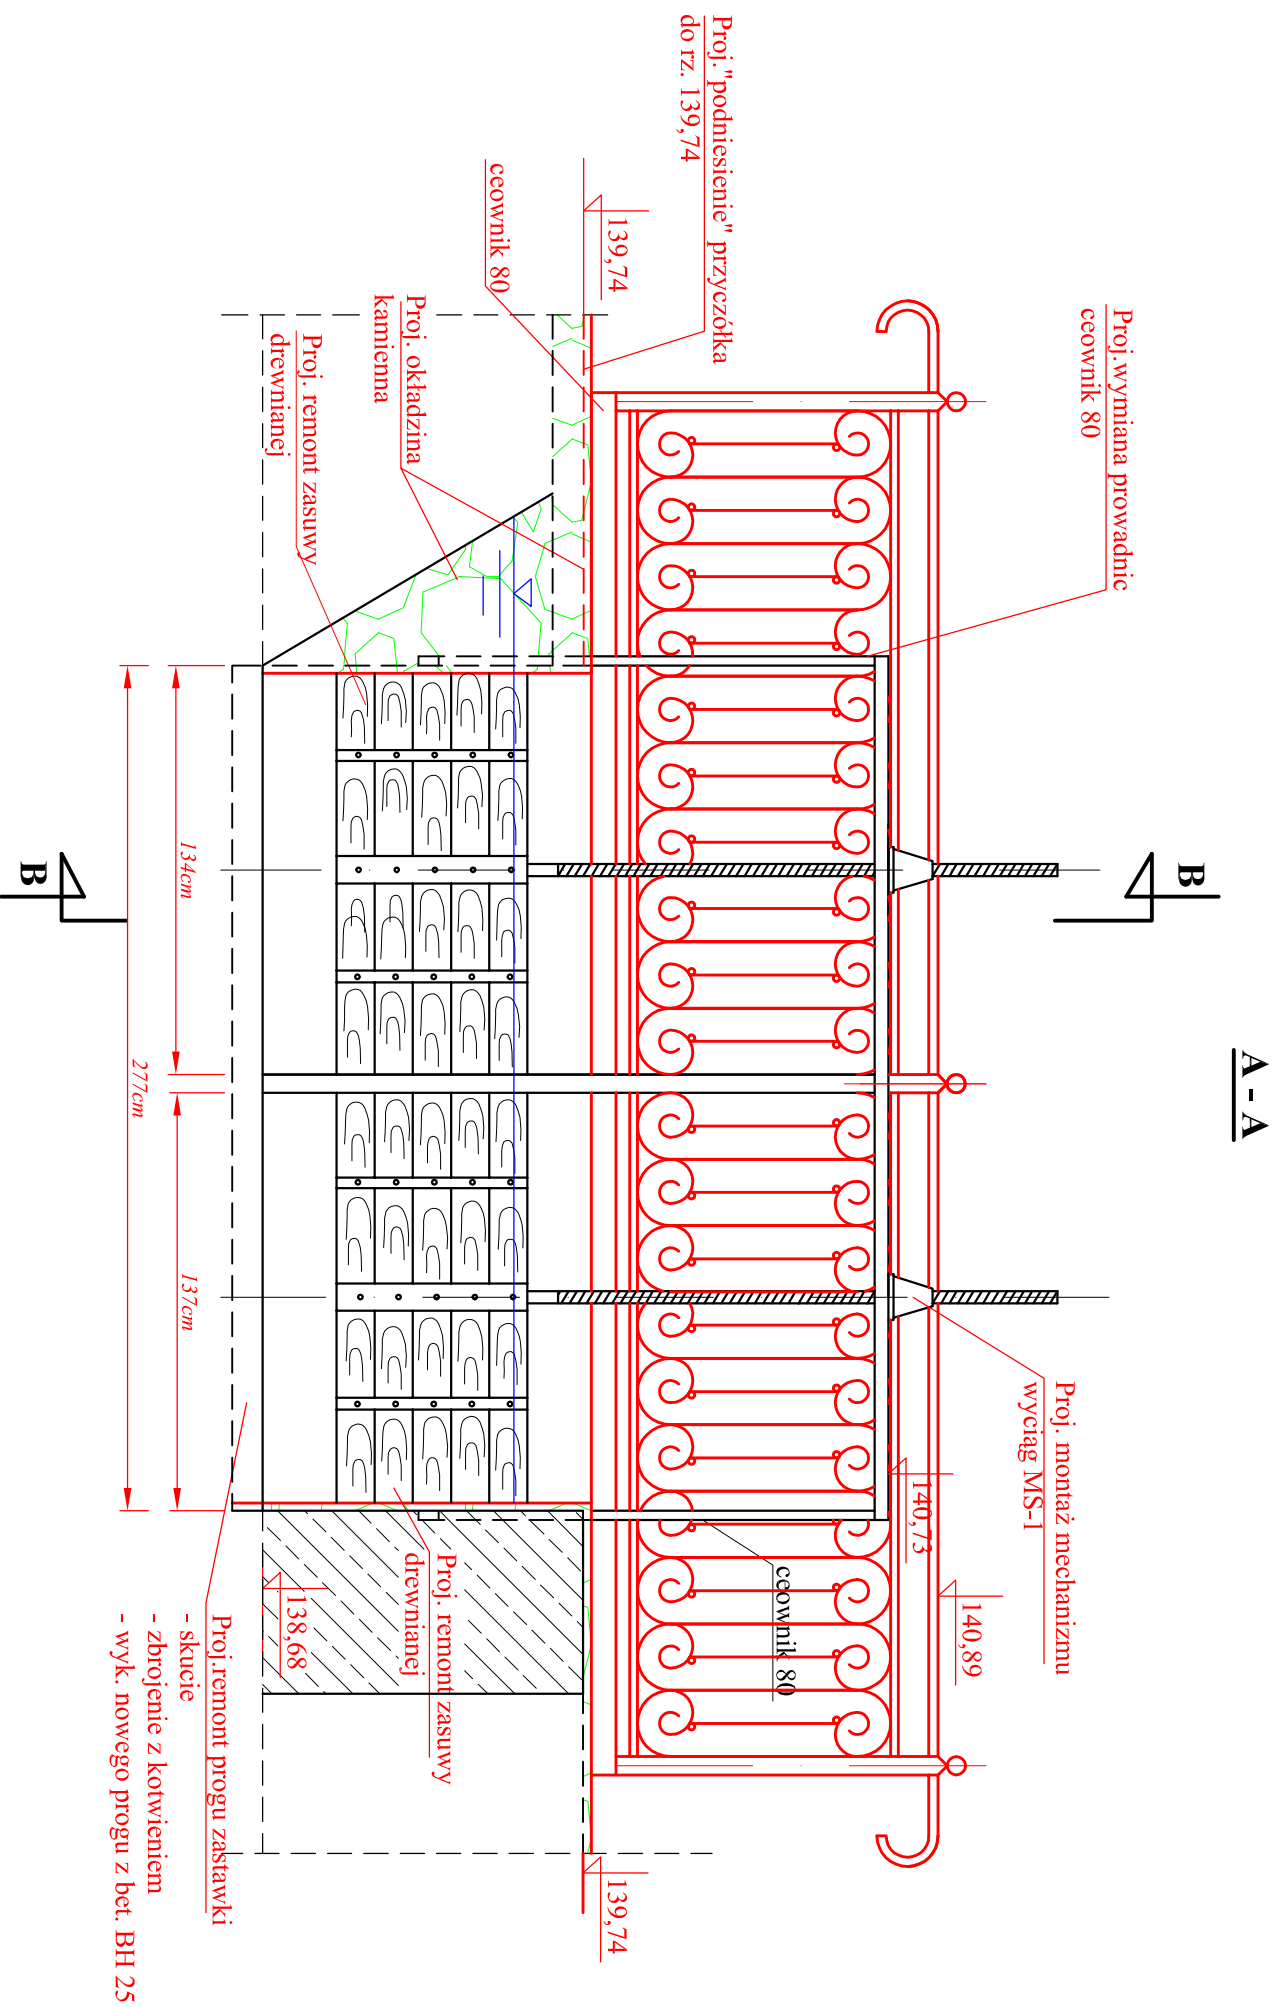 A - A
B
Proj.wymiana prowadnic
ceownik 80
Proj. montaż mechanizmu
wyciąg MS-1
140,89
140,73
Proj."podniesienie" przyczółka
do rz. 139,74
139,74
ceownik 80
ceownik 80
139,74
Proj. okładzina
kamienna
Proj. remont zasuwy
drewnianej
Proj. remont zasuwy
drewnianej
138,68
134cm
137cm
277cm
Proj.remont progu zastawki
- skucie
- zbrojenie z kotwieniem
- wyk. nowego progu z bet. BH 25
B